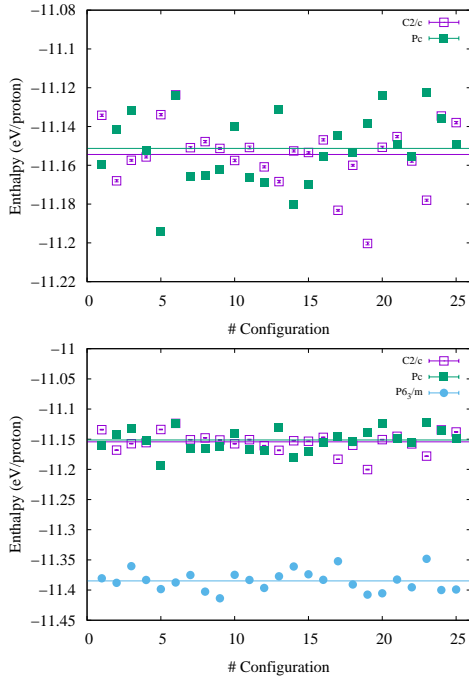 −11.08
−11.1
−11.12
−11.14
−11.16
−11.18
−11.2
−11.22
0 5 10 15 20 25
Enthalpy (eV/proton)
# Configuration
C2/c
Pc
−11
−11.05
−11.1
−11.15
−11.2
−11.25
−11.3
−11.35
−11.4
−11.45
0 5 10 15 20 25
Enthalpy (eV/proton)
# Configuration
C2/c
Pc
P6₃/m